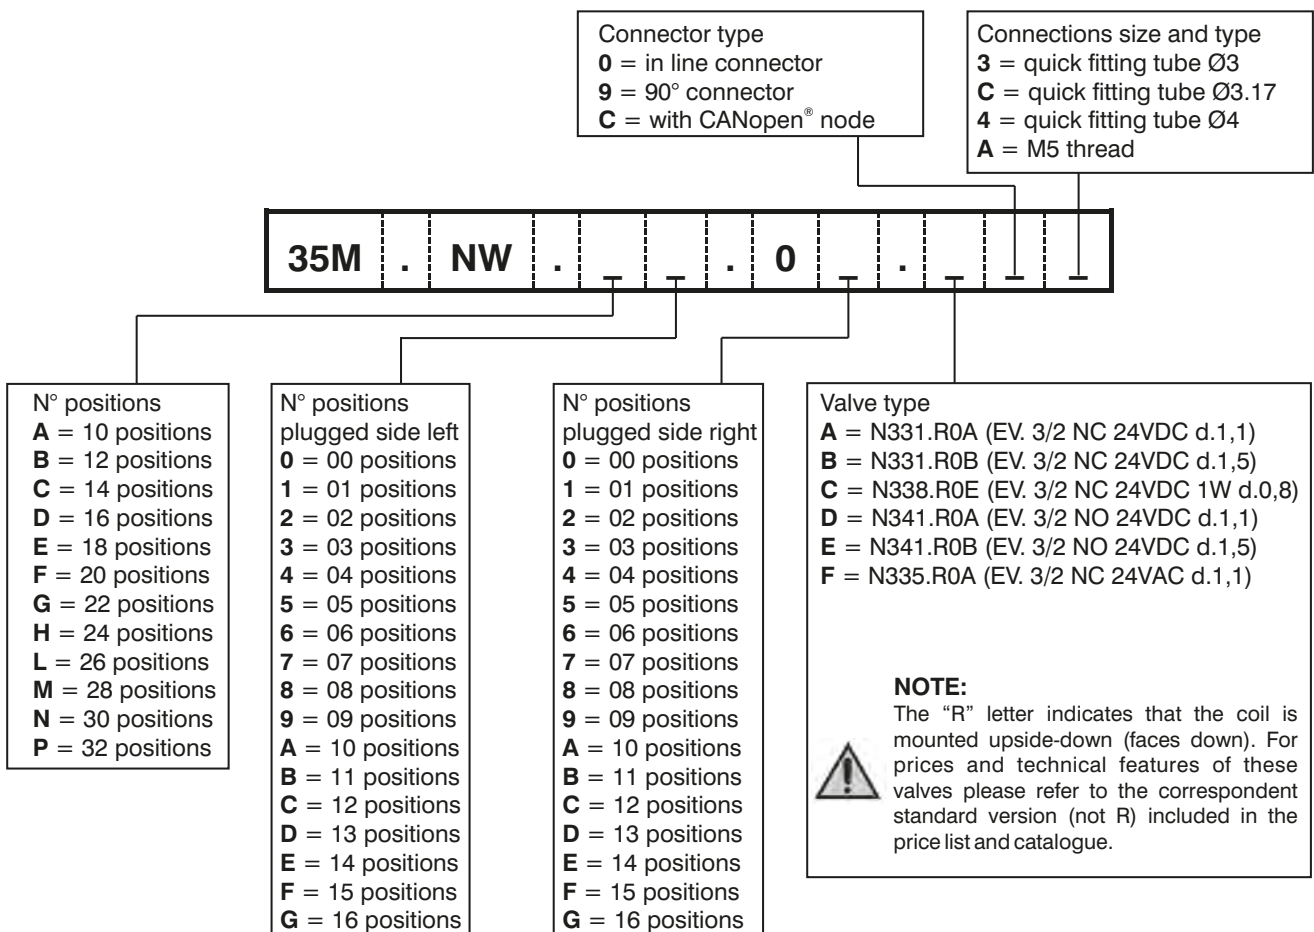 Connector type
0 = in line connector
9 = 90° connector
C = with CANopen® node
Connections size and type
3 = quick fitting tube Ø3
C = quick fitting tube Ø3.17
4 = quick fitting tube Ø4
A = M5 thread
35M . NW . _ _ . 0 _ . _ _ _
N° positions
A = 10 positions
B = 12 positions
C = 14 positions
D = 16 positions
E = 18 positions
F = 20 positions
G = 22 positions
H = 24 positions
L = 26 positions
M = 28 positions
N = 30 positions
P = 32 positions
N° positions
plugged side left
0 = 00 positions
1 = 01 positions
2 = 02 positions
3 = 03 positions
4 = 04 positions
5 = 05 positions
6 = 06 positions
7 = 07 positions
8 = 08 positions
9 = 09 positions
A = 10 positions
B = 11 positions
C = 12 positions
D = 13 positions
E = 14 positions
F = 15 positions
G = 16 positions
N° positions
plugged side right
0 = 00 positions
1 = 01 positions
2 = 02 positions
3 = 03 positions
4 = 04 positions
5 = 05 positions
6 = 06 positions
7 = 07 positions
8 = 08 positions
9 = 09 positions
A = 10 positions
B = 11 positions
C = 12 positions
D = 13 positions
E = 14 positions
F = 15 positions
G = 16 positions
Valve type
A = N331.R0A (EV. 3/2 NC 24VDC d.1,1)
B = N331.R0B (EV. 3/2 NC 24VDC d.1,5)
C = N338.R0E (EV. 3/2 NC 24VDC 1W d.0,8)
D = N341.R0A (EV. 3/2 NO 24VDC d.1,1)
E = N341.R0B (EV. 3/2 NO 24VDC d.1,5)
F = N335.R0A (EV. 3/2 NC 24VAC d.1,1)
NOTE:
The “R” letter indicates that the coil is
mounted upside-down (faces down). For
prices and technical features of these
valves please refer to the correspondent
standard version (not R) included in the
price list and catalogue.